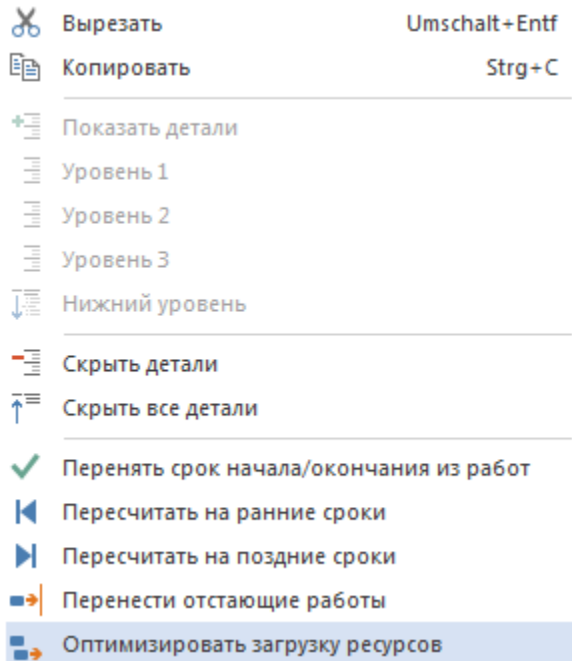 Вырезать Umschalt+Entf
Копировать Strg+C
Показать детали
Уровень 1
Уровень 2
Уровень 3
Нижний уровень
Скрыть детали
Скрыть все детали
Перенять срок начала/окончания из работ
Пересчитать на ранние сроки
Пересчитать на поздние сроки
Перенести отстающие работы
Оптимизировать загрузку ресурсов